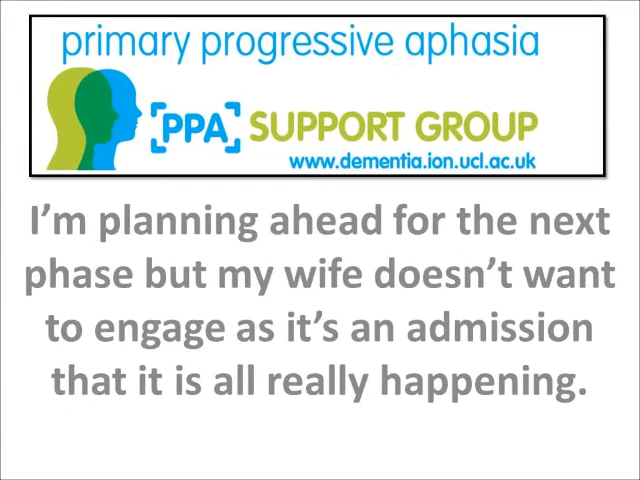 primary progressive aphasia
[PPA] SUPPORT GROUP
www.dementia.ion.ucl.ac.uk
I'm planning ahead for the next
phase but my wife doesn't want
to engage as it's an admission
that it is all really happening.